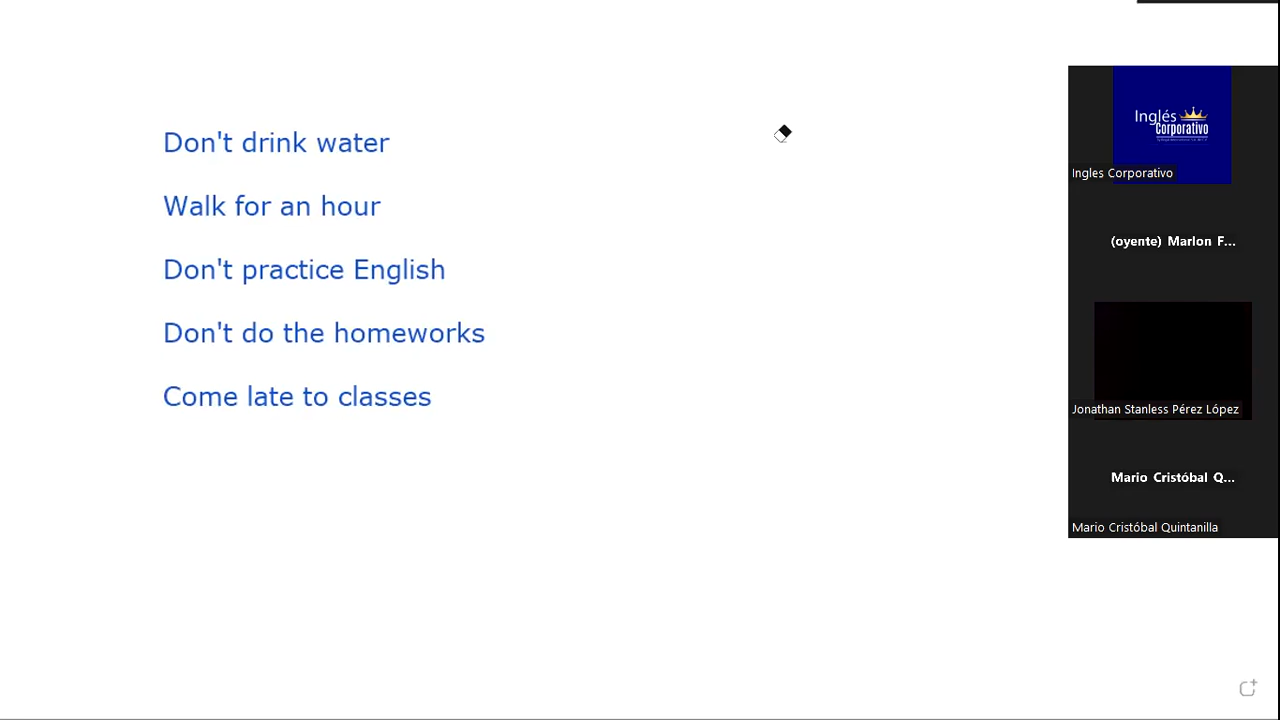 Don't drink water
Walk for an hour
Don't practice English
Don't do the homeworks
Come late to classes
Inglés
Corporativo
Ingles Corporativo
(oyente) Marlon F...
Jonathan Stanless Pérez López
Mario Cristóbal Q...
Mario Cristóbal Quintanilla